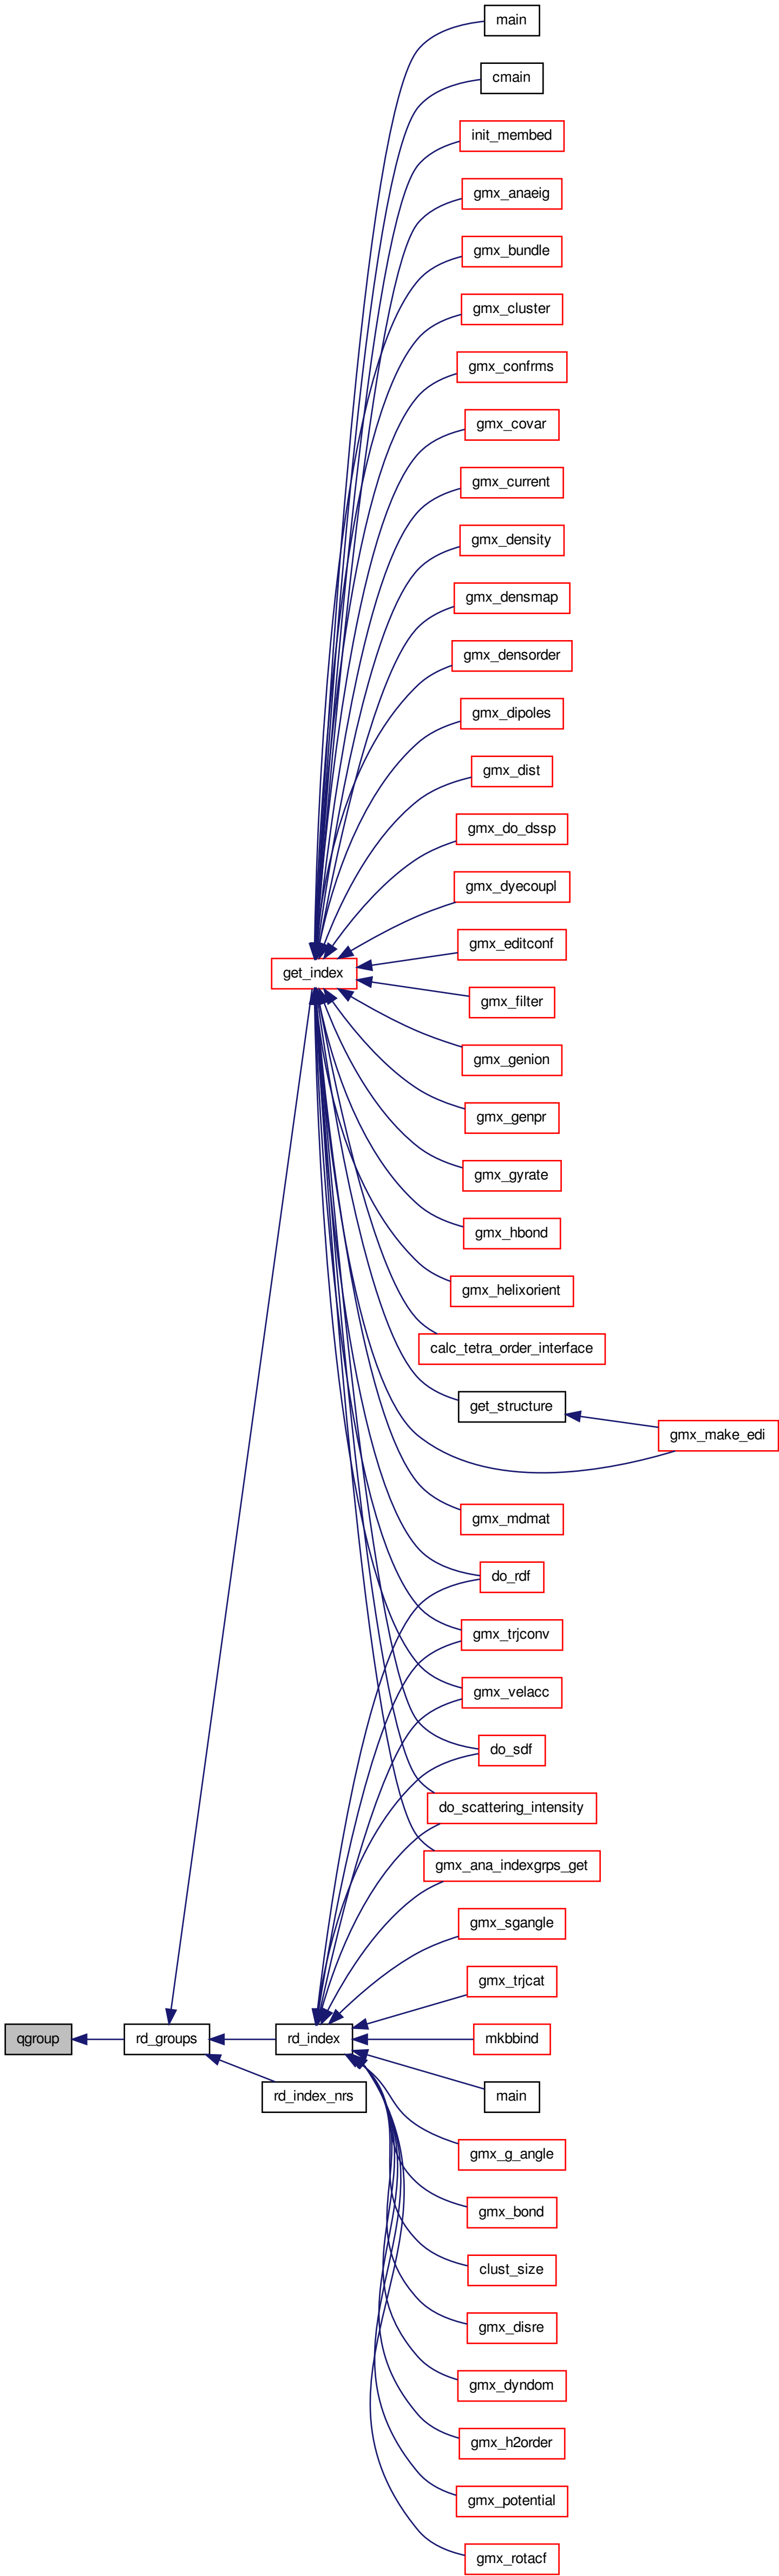 main
cmain
init_membed
gmx_anaeig
gmx_bundle
gmx_cluster
gmx_confrms
gmx_covar
gmx_current
gmx_density
gmx_densmap
gmx_densorder
gmx_dipoles
gmx_dist
gmx_do_dssp
gmx_dyecoupl
gmx_editconf
get_index
gmx_filter
gmx_genion
gmx_genpr
gmx_gyrate
gmx_hbond
gmx_helixorient
calc_tetra_order_interface
get_structure
gmx_make_edi
gmx_mdmat
do_rdf
gmx_trjconv
gmx_velacc
do_sdf
do_scattering_intensity
gmx_ana_indexgrps_get
gmx_sgangle
gmx_trjcat
qgroup
rd_groups
rd_index
mkbbind
rd_index_nrs
main
gmx_g_angle
gmx_bond
clust_size
gmx_disre
gmx_dyndom
gmx_h2order
gmx_potential
gmx_rotacf